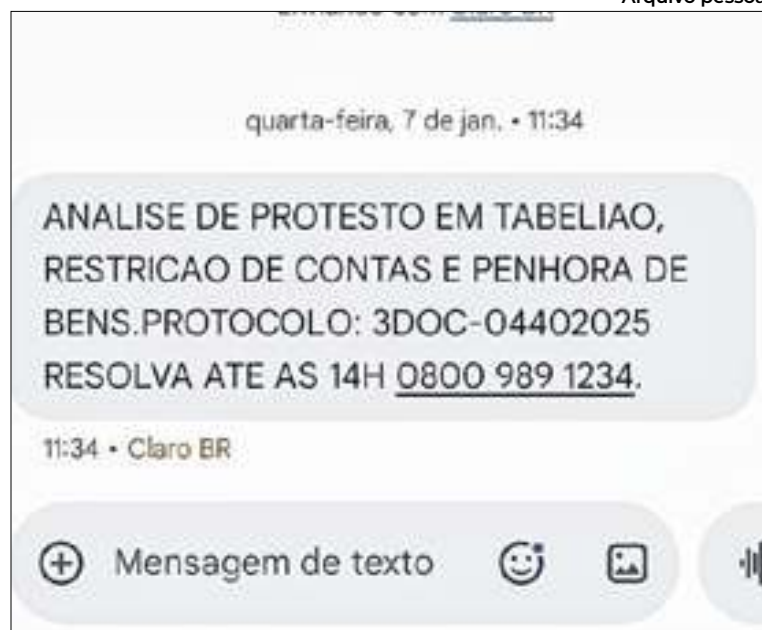 Arquivo pessoa
quarta-feira, 7 de jan. • 11:34
ANALISE DE PROTESTO EM TABELIAO,
RESTRICAO DE CONTAS E PENHORA DE
BENS.PROTOCOLO: 3DOC-04402025
RESOLVA ATE AS 14H 0800 989 1234.
11:34 • Claro BR
Mensagem de texto